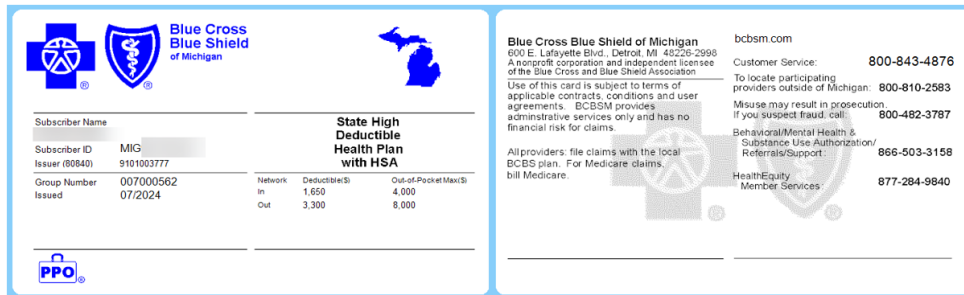 Blue Cross
Blue Shield
of Michigan
Subscriber Name
Subscriber ID MIG
Issuer (80840) 9101003777
Group Number 007000562
Issued 07/2024
State High
Deductible
Health Plan
with HSA
Network Deductible($) Out-of-Pocket Max($)
In 1,650 4,000
Out 3,300 8,000
PPO
Blue Cross Blue Shield of Michigan
600 E. Lafayette Blvd., Detroit, MI 48226-2998
A nonprofit corporation and independent licensee
of the Blue Cross and Blue Shield Association
Use of this card is subject to terms of
applicable contracts, conditions and user
agreements. BCBSM provides
adminstrative services only and has no
financial risk for claims.
All providers: file claims with the local
BCBS plan. For Medicare claims,
bill Medicare.
bcbsm.com
Customer Service: 800-843-4876
To locate participating
providers outside of Michigan: 800-810-2583
Misuse may result in prosecution.
If you suspect fraud, call: 800-482-3787
Behavioral/Mental Health &
Substance Use Authorization/
Referrals/Support: 866-503-3158
HealthEquity
Member Services: 877-284-9840